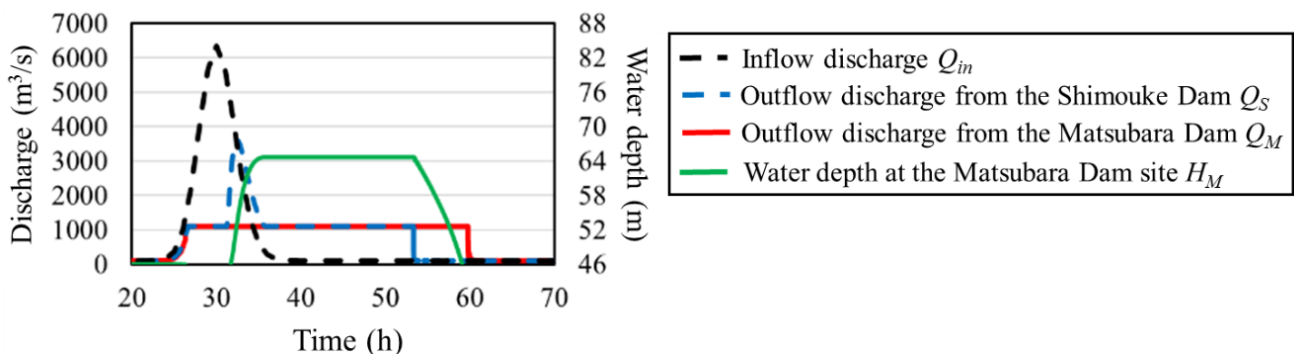 7000
6000
5000
4000
3000
2000
1000
0
Discharge (m³/s)
88
82
76
70
64
58
52
46
Water depth (m)
20 30 40 50 60 70
Time (h)
Inflow discharge Qin
Outflow discharge from the Shimouke Dam QS
Outflow discharge from the Matsubara Dam QM
Water depth at the Matsubara Dam site HM